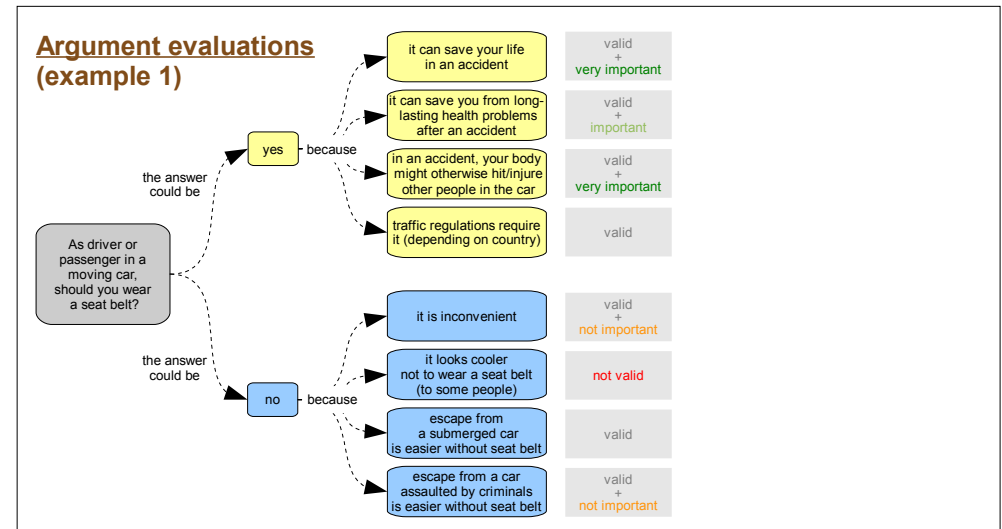 Argument evaluations
(example 1)
it can save your life
in an accident
valid
+
very important
it can save you from long-
lasting health problems
after an accident
valid
+
important
yes
because
in an accident, your body
might otherwise hit/injure
other people in the car
valid
+
very important
the answer
could be
traffic regulations require
it (depending on country)
valid
As driver or
passenger in a
moving car,
should you wear
a seat belt?
it is inconvenient
valid
+
not important
the answer
could be
it looks cooler
not to wear a seat belt
(to some people)
not valid
no
because
escape from
a submerged car
is easier without seat belt
valid
escape from a car
assaulted by criminals
is easier without seat belt
valid
+
not important